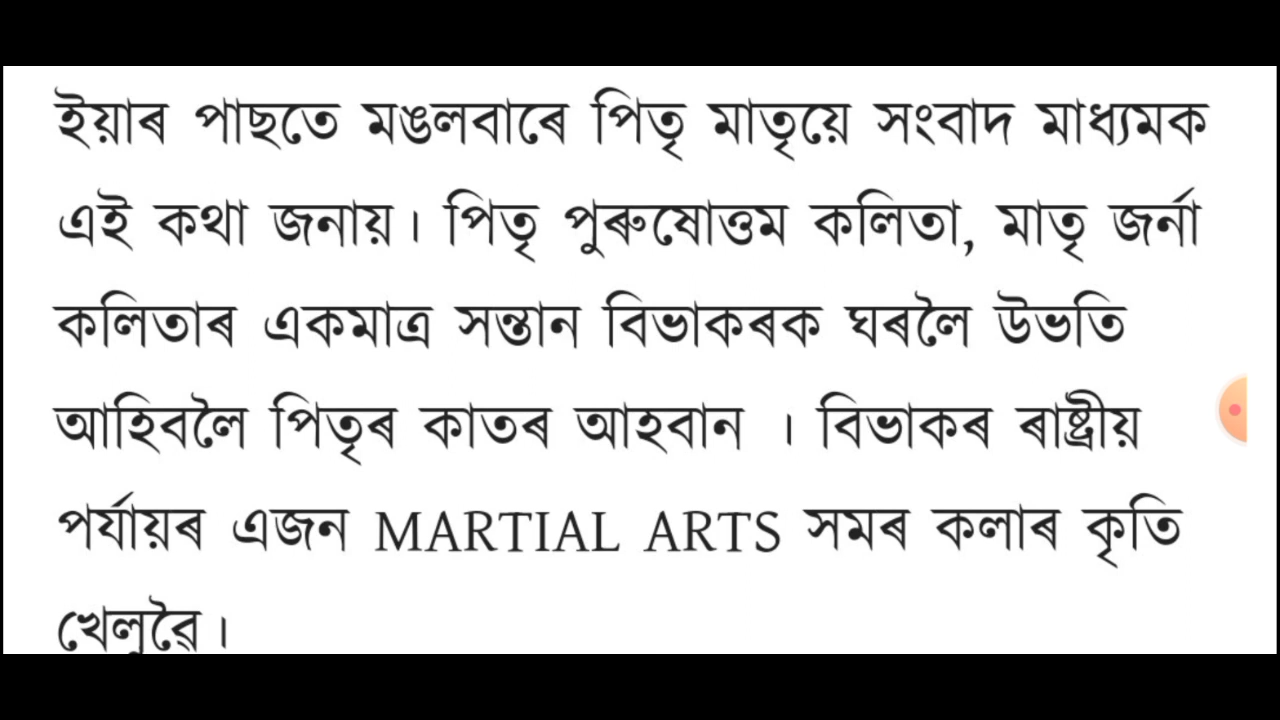 ইয়াৰ পাছতে মঙলবাৰে পিতৃ মাতৃয়ে সংবাদ মাধ্যমক
এই কথা জনায়। পিতৃ পুৰুষোত্তম কলিতা, মাতৃ জৰ্না
কলিতাৰ একমাত্ৰ সন্তান বিভাকৰক ঘৰলৈ উভতি
আহিবলৈ পিতৃৰ কাতৰ আহবান । বিভাকৰ ৰাষ্ট্ৰীয়
পৰ্যায়ৰ এজন MARTIAL ARTS সমৰ কলাৰ কৃতি
খেলুৱৈ।